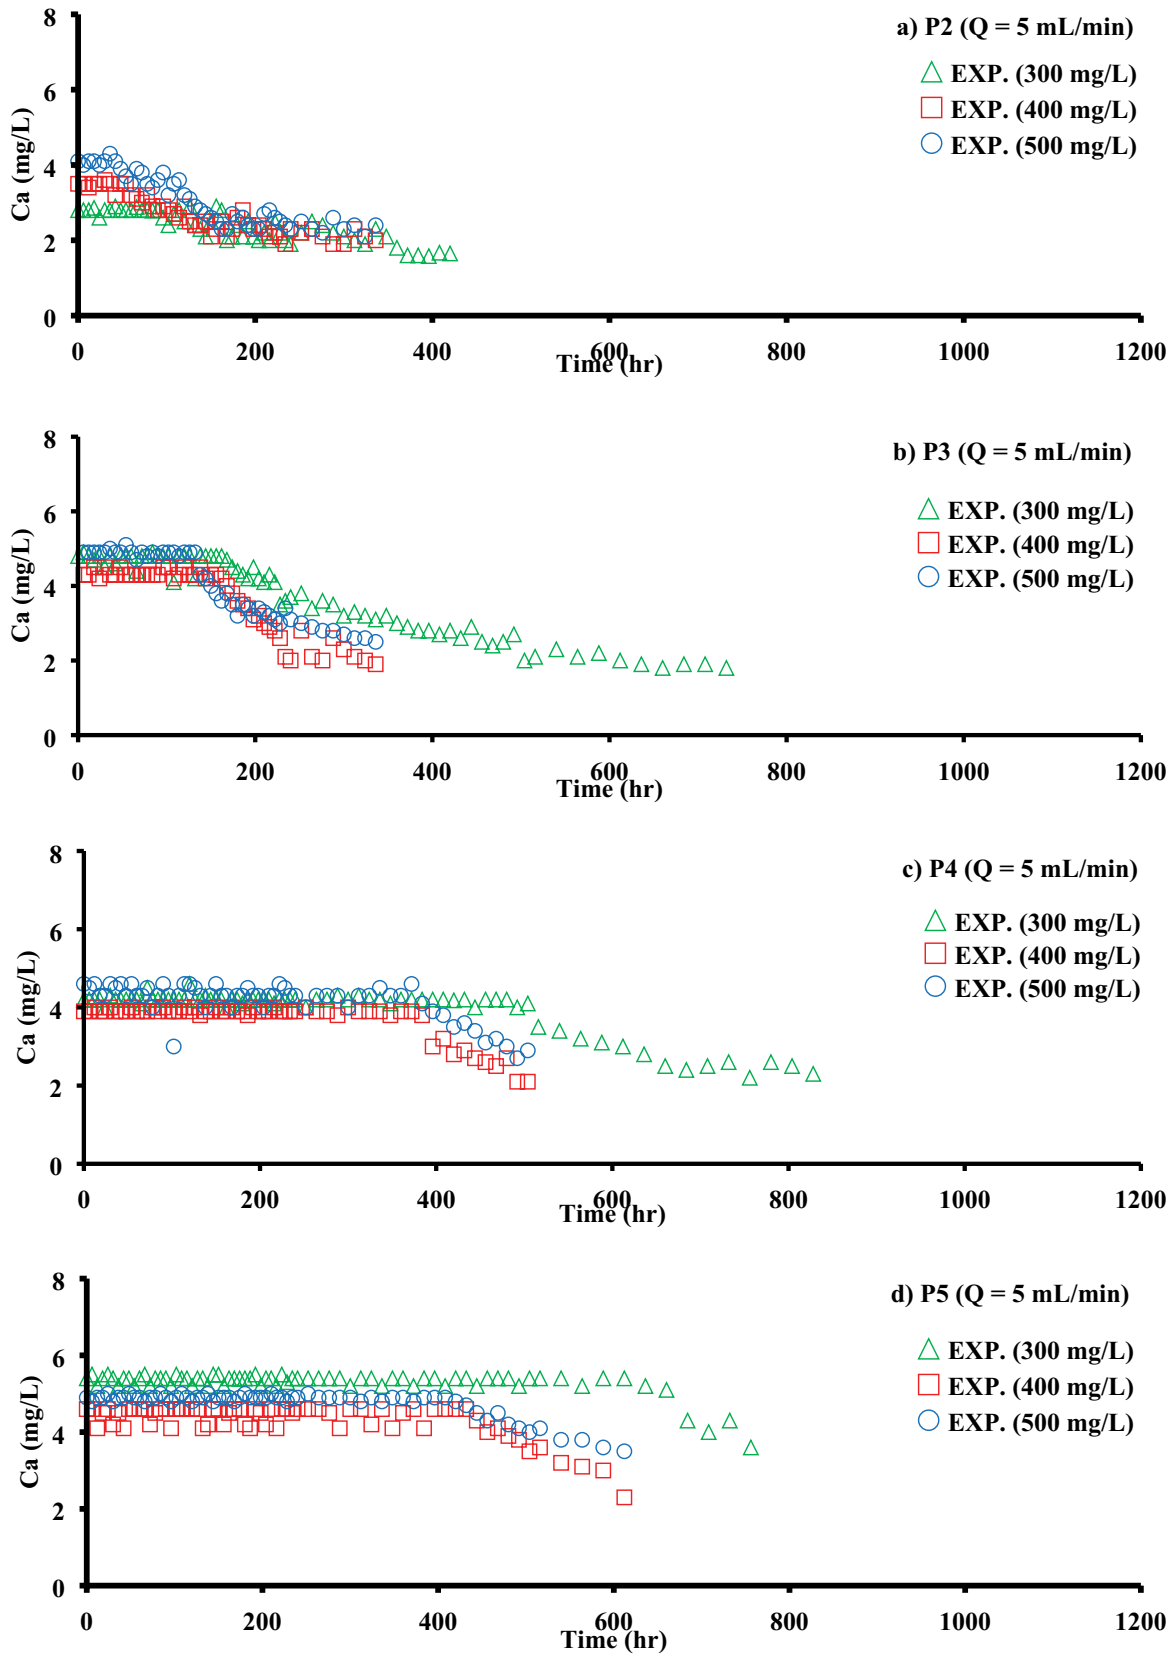 a) P2 (Q = 5 mL/min)
EXP. (300 mg/L)
EXP. (400 mg/L)
EXP. (500 mg/L)
Ca (mg/L)
8
6
4
2
0
0 200 400 600 800 1000 1200
Time (hr)
b) P3 (Q = 5 mL/min)
EXP. (300 mg/L)
EXP. (400 mg/L)
EXP. (500 mg/L)
Ca (mg/L)
8
6
4
2
0
0 200 400 600 800 1000 1200
Time (hr)
c) P4 (Q = 5 mL/min)
EXP. (300 mg/L)
EXP. (400 mg/L)
EXP. (500 mg/L)
Ca (mg/L)
8
6
4
2
0
0 200 400 600 800 1000 1200
Time (hr)
d) P5 (Q = 5 mL/min)
EXP. (300 mg/L)
EXP. (400 mg/L)
EXP. (500 mg/L)
Ca (mg/L)
8
6
4
2
0
0 200 400 600 800 1000 1200
Time (hr)